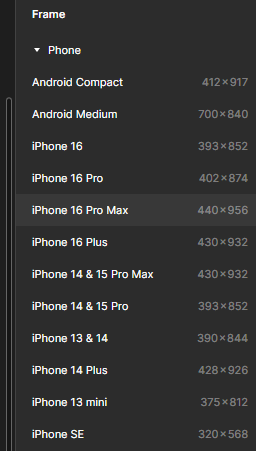 Frame
Phone
Android Compact 412×917
Android Medium 700×840
iPhone 16 393×852
iPhone 16 Pro 402×874
iPhone 16 Pro Max 440×956
iPhone 16 Plus 430×932
iPhone 14 & 15 Pro Max 430×932
iPhone 14 & 15 Pro 393×852
iPhone 13 & 14 390×844
iPhone 14 Plus 428×926
iPhone 13 mini 375×812
iPhone SE 320×568